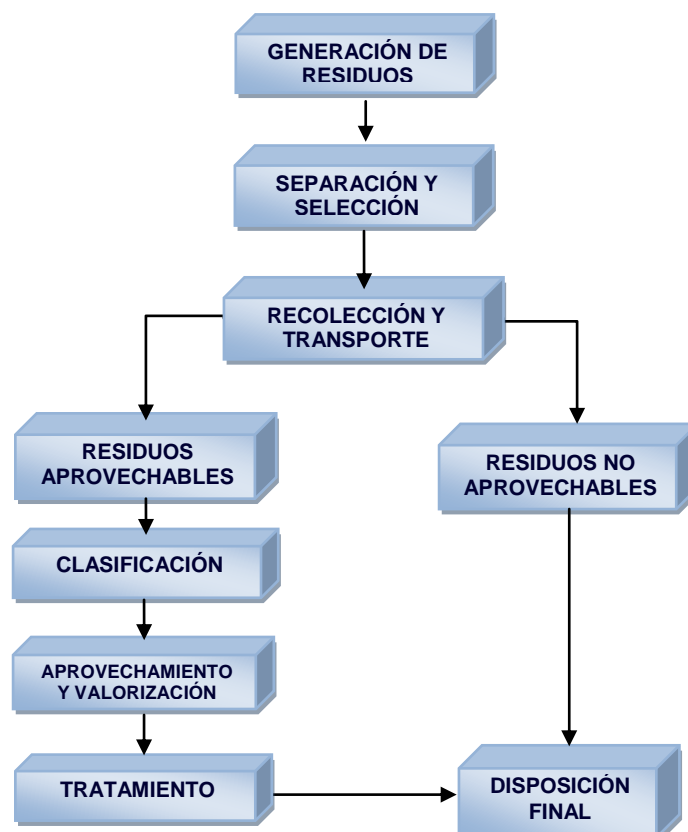 GENERACIÓN DE
RESIDUOS
SEPARACIÓN Y
SELECCIÓN
RECOLECCIÓN Y
TRANSPORTE
RESIDUOS
APROVECHABLES
RESIDUOS NO
APROVECHABLES
CLASIFICACIÓN
APROVECHAMIENTO
Y VALORIZACIÓN
TRATAMIENTO
DISPOSICIÓN
FINAL